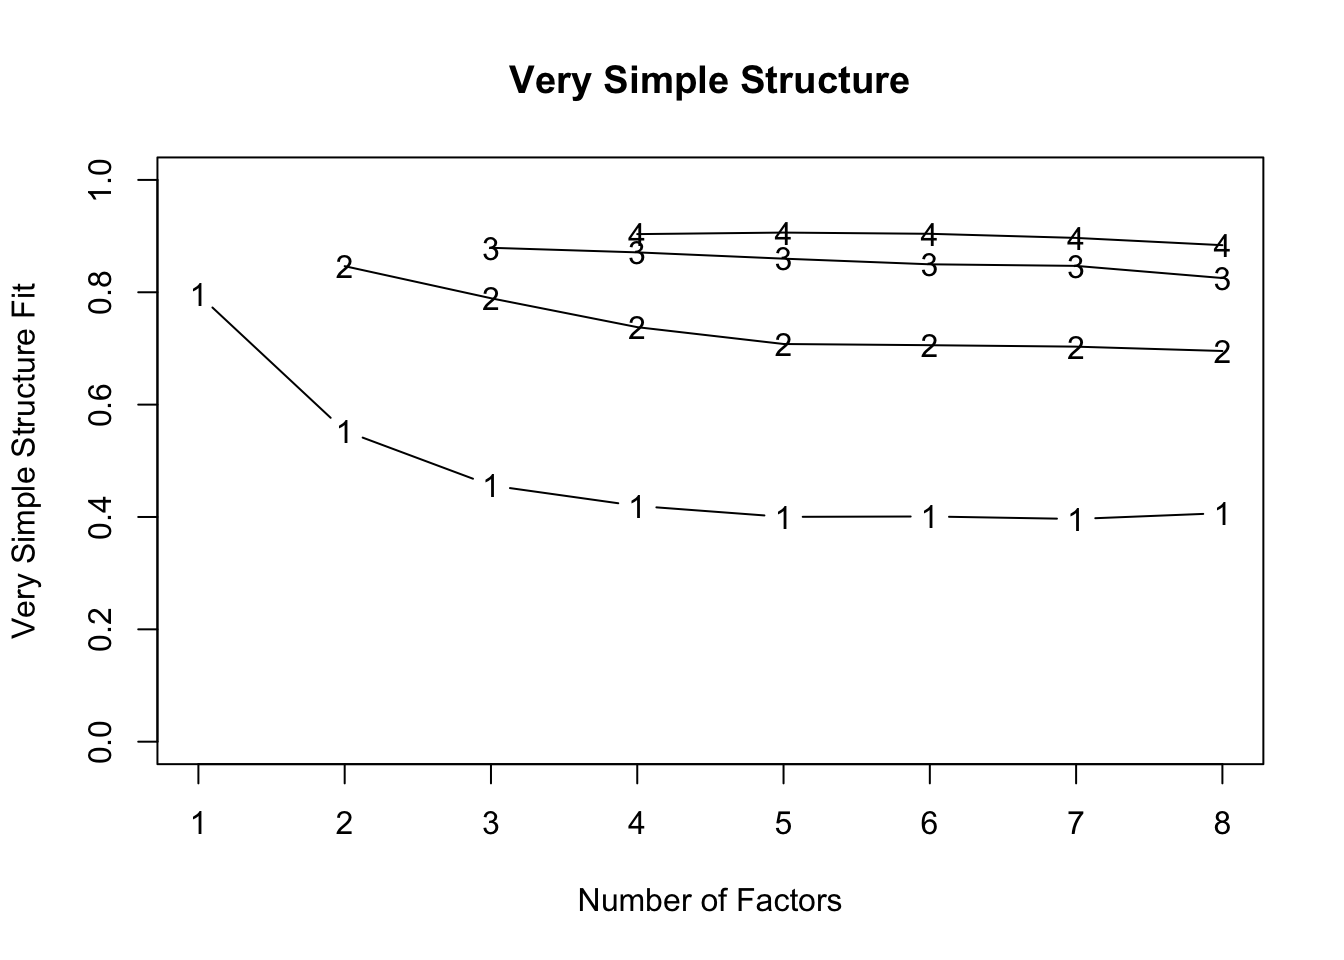 Very Simple Structure
Very Simple Structure Fit
1.0
0.8
0.6
0.4
0.2
0.0
4 4 4 4 4
3 3 3 3 3 3
2 2 2 2 2 2 2
1 1 1 1 1 1 1 1
1 2 3 4 5 6 7 8
Number of Factors